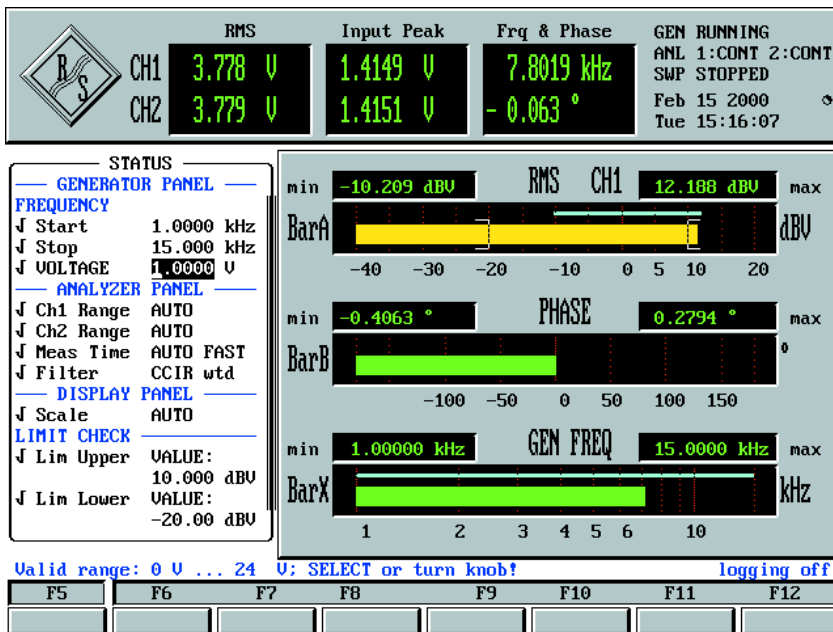 RMS Input Peak Frq & Phase
R S
CH1 3.778 V 1.4149 V 7.8019 kHz
CH2 3.779 V 1.4151 V - 0.063 °
GEN RUNNING
ANL 1:CONT 2:CONT
SWP STOPPED
Feb 15 2000
Tue 15:16:07
STATUS
GENERATOR PANEL
FREQUENCY
√ Start 1.0000 kHz
√ Stop 15.000 kHz
√ VOLTAGE 1.0000 V
ANALYZER PANEL
√ Ch1 Range AUTO
√ Ch2 Range AUTO
√ Meas Time AUTO FAST
√ Filter CCIR wtd
DISPLAY PANEL
√ Scale AUTO
LIMIT CHECK
√ Lim Upper VALUE:
10.000 dBV
√ Lim Lower VALUE:
-20.00 dBV
min -10.209 dBV RMS CH1 12.188 dBV max
BarA dBV
-40 -30 -20 -10 0 5 10 20
min -0.4063 ° PHASE 0.2794 ° max
BarB °
-100 -50 0 50 100 150
min 1.00000 kHz GEN FREQ 15.0000 kHz max
BarX kHz
1 2 3 4 5 6 10
Valid range: 0 V ... 24 V; SELECT or turn knob! logging off
F5 F6 F7 F8 F9 F10 F11 F12